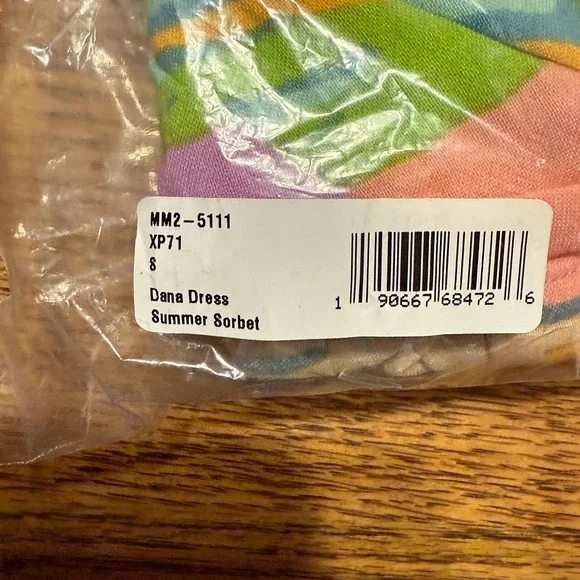 MM2-5111
XP71
S
Dana Dress
Summer Sorbet
1 90667 68472 6